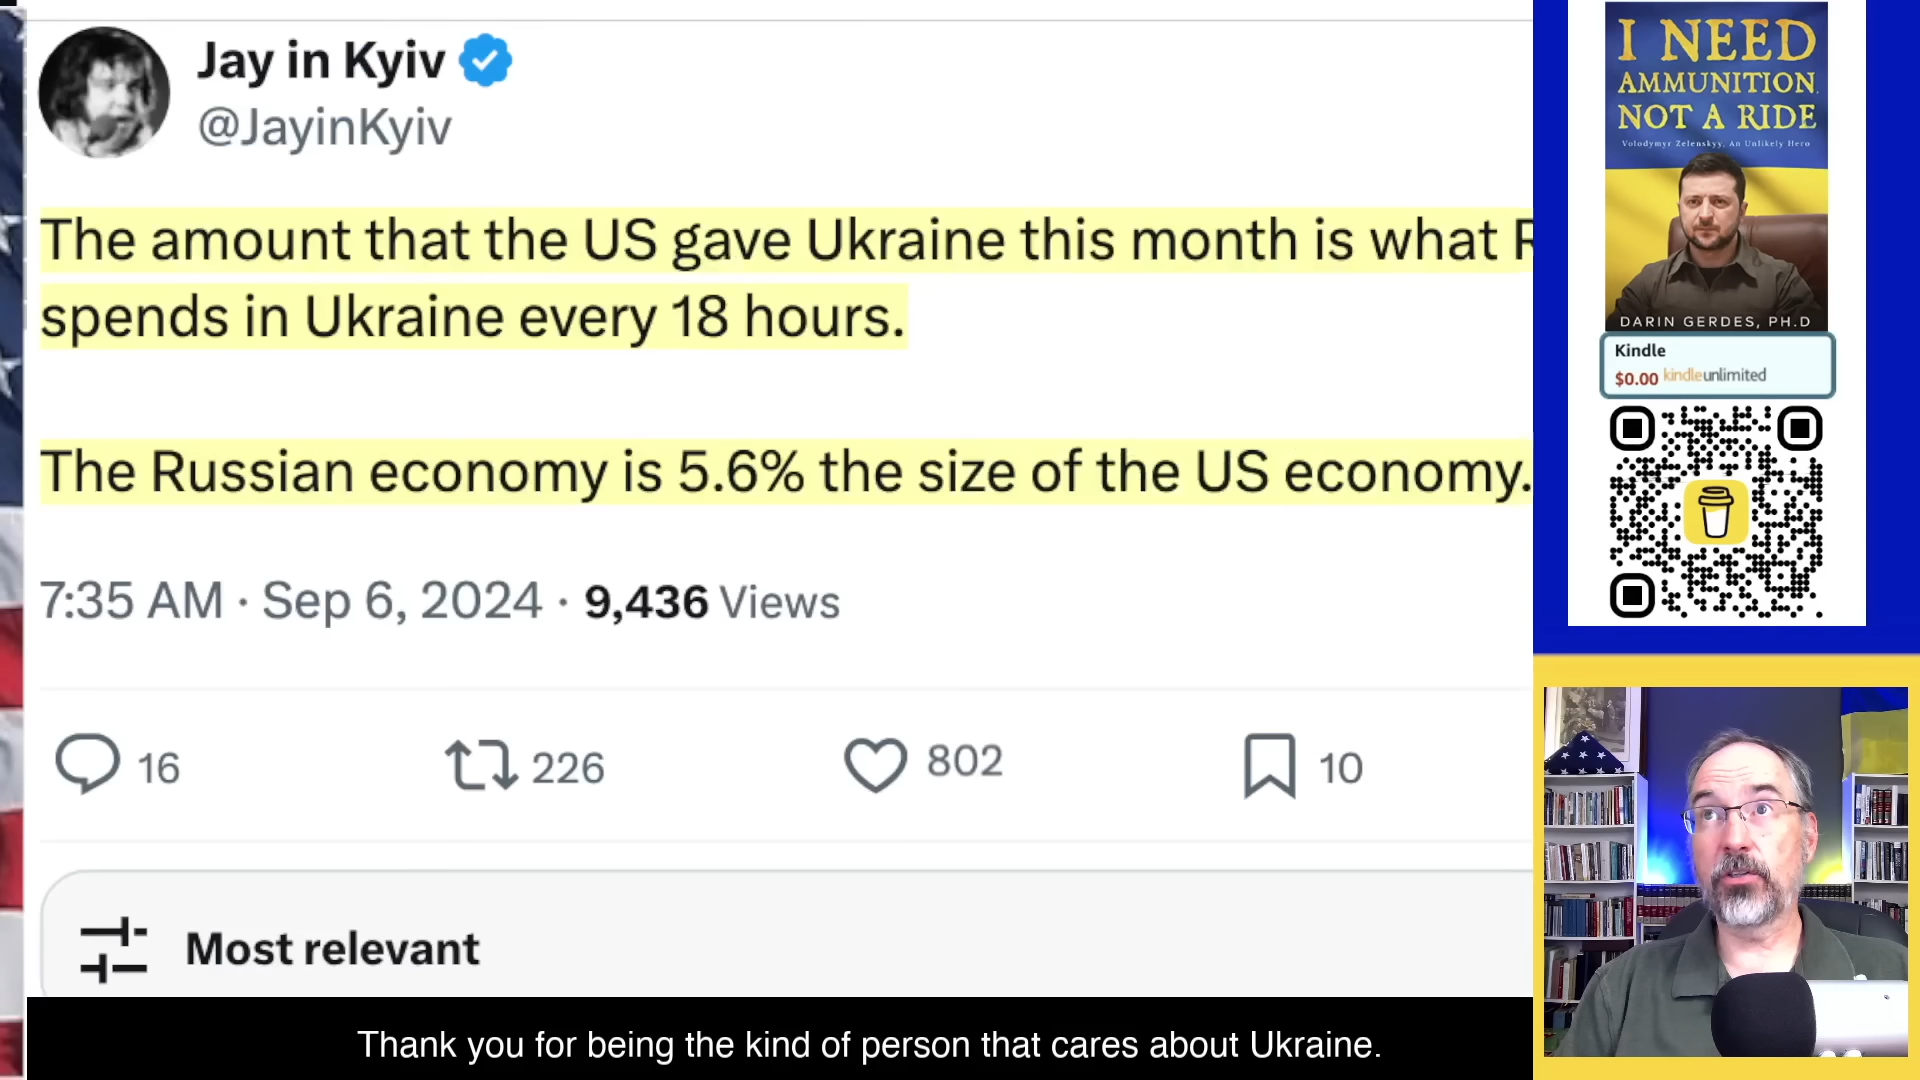 Jay in Kyiv
@JayinKyiv
The amount that the US gave Ukraine this month is what R
spends in Ukraine every 18 hours.
The Russian economy is 5.6% the size of the US economy.
7:35 AM · Sep 6, 2024 · 9,436 Views
16
226
802
10
Most relevant
Thank you for being the kind of person that cares about Ukraine.
I NEED
AMMUNITION,
NOT A RIDE
Volodymyr Zelenskyy, An Unlikely Hero
DARIN GERDES, PH.D
Kindle
$0.00 kindleunlimited